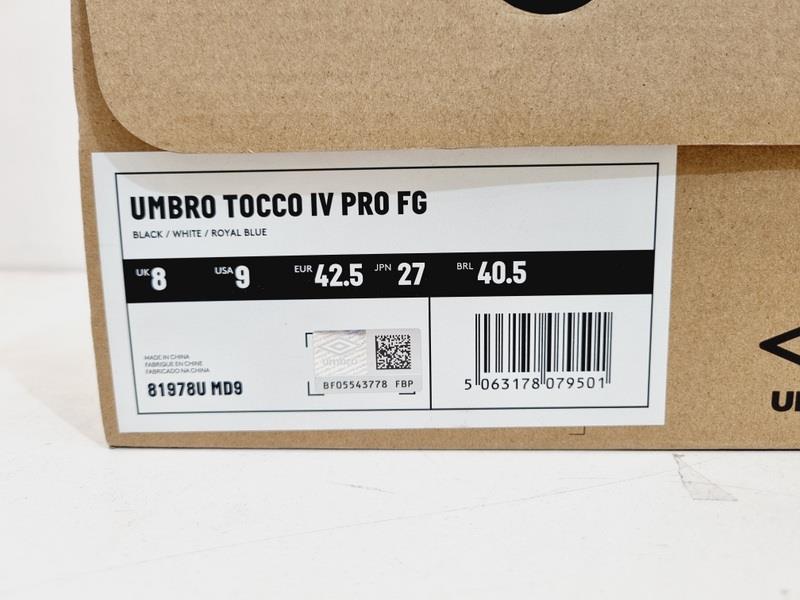 UMBRO TOCCO IV PRO FG
BLACK / WHITE / ROYAL BLUE
UK 8 USA 9 EUR 42.5 JPN 27 BRL 40.5
MADE IN CHINA
FABRIQUE EN CHINE
FABRICADO NA CHINA
81978U MD9
umbro
BF05543778 FBP
5 063178 079501